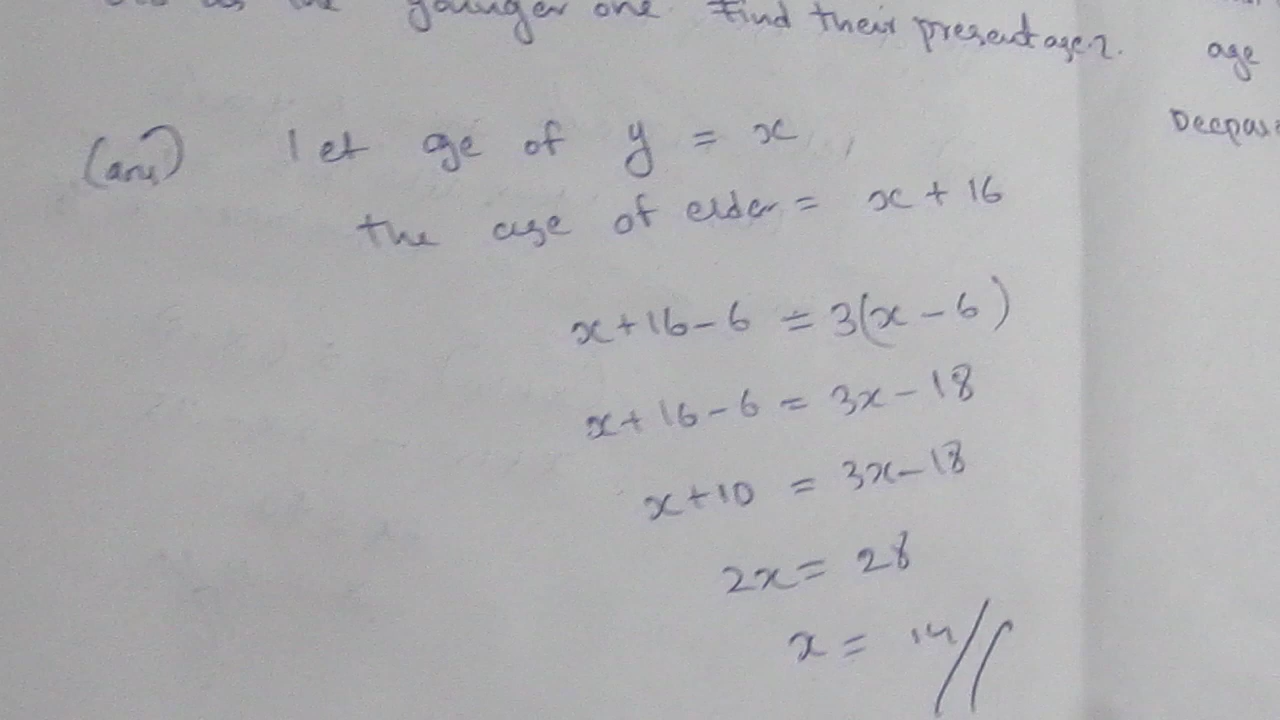 younger one Find their present age?.
age
Deepa
(ans) let age of y = x,
the age of elder = x + 16
x+16-6 = 3(x-6)
x+16-6 = 3x-18
x+10 = 3x-18
2x= 28
x = 14//